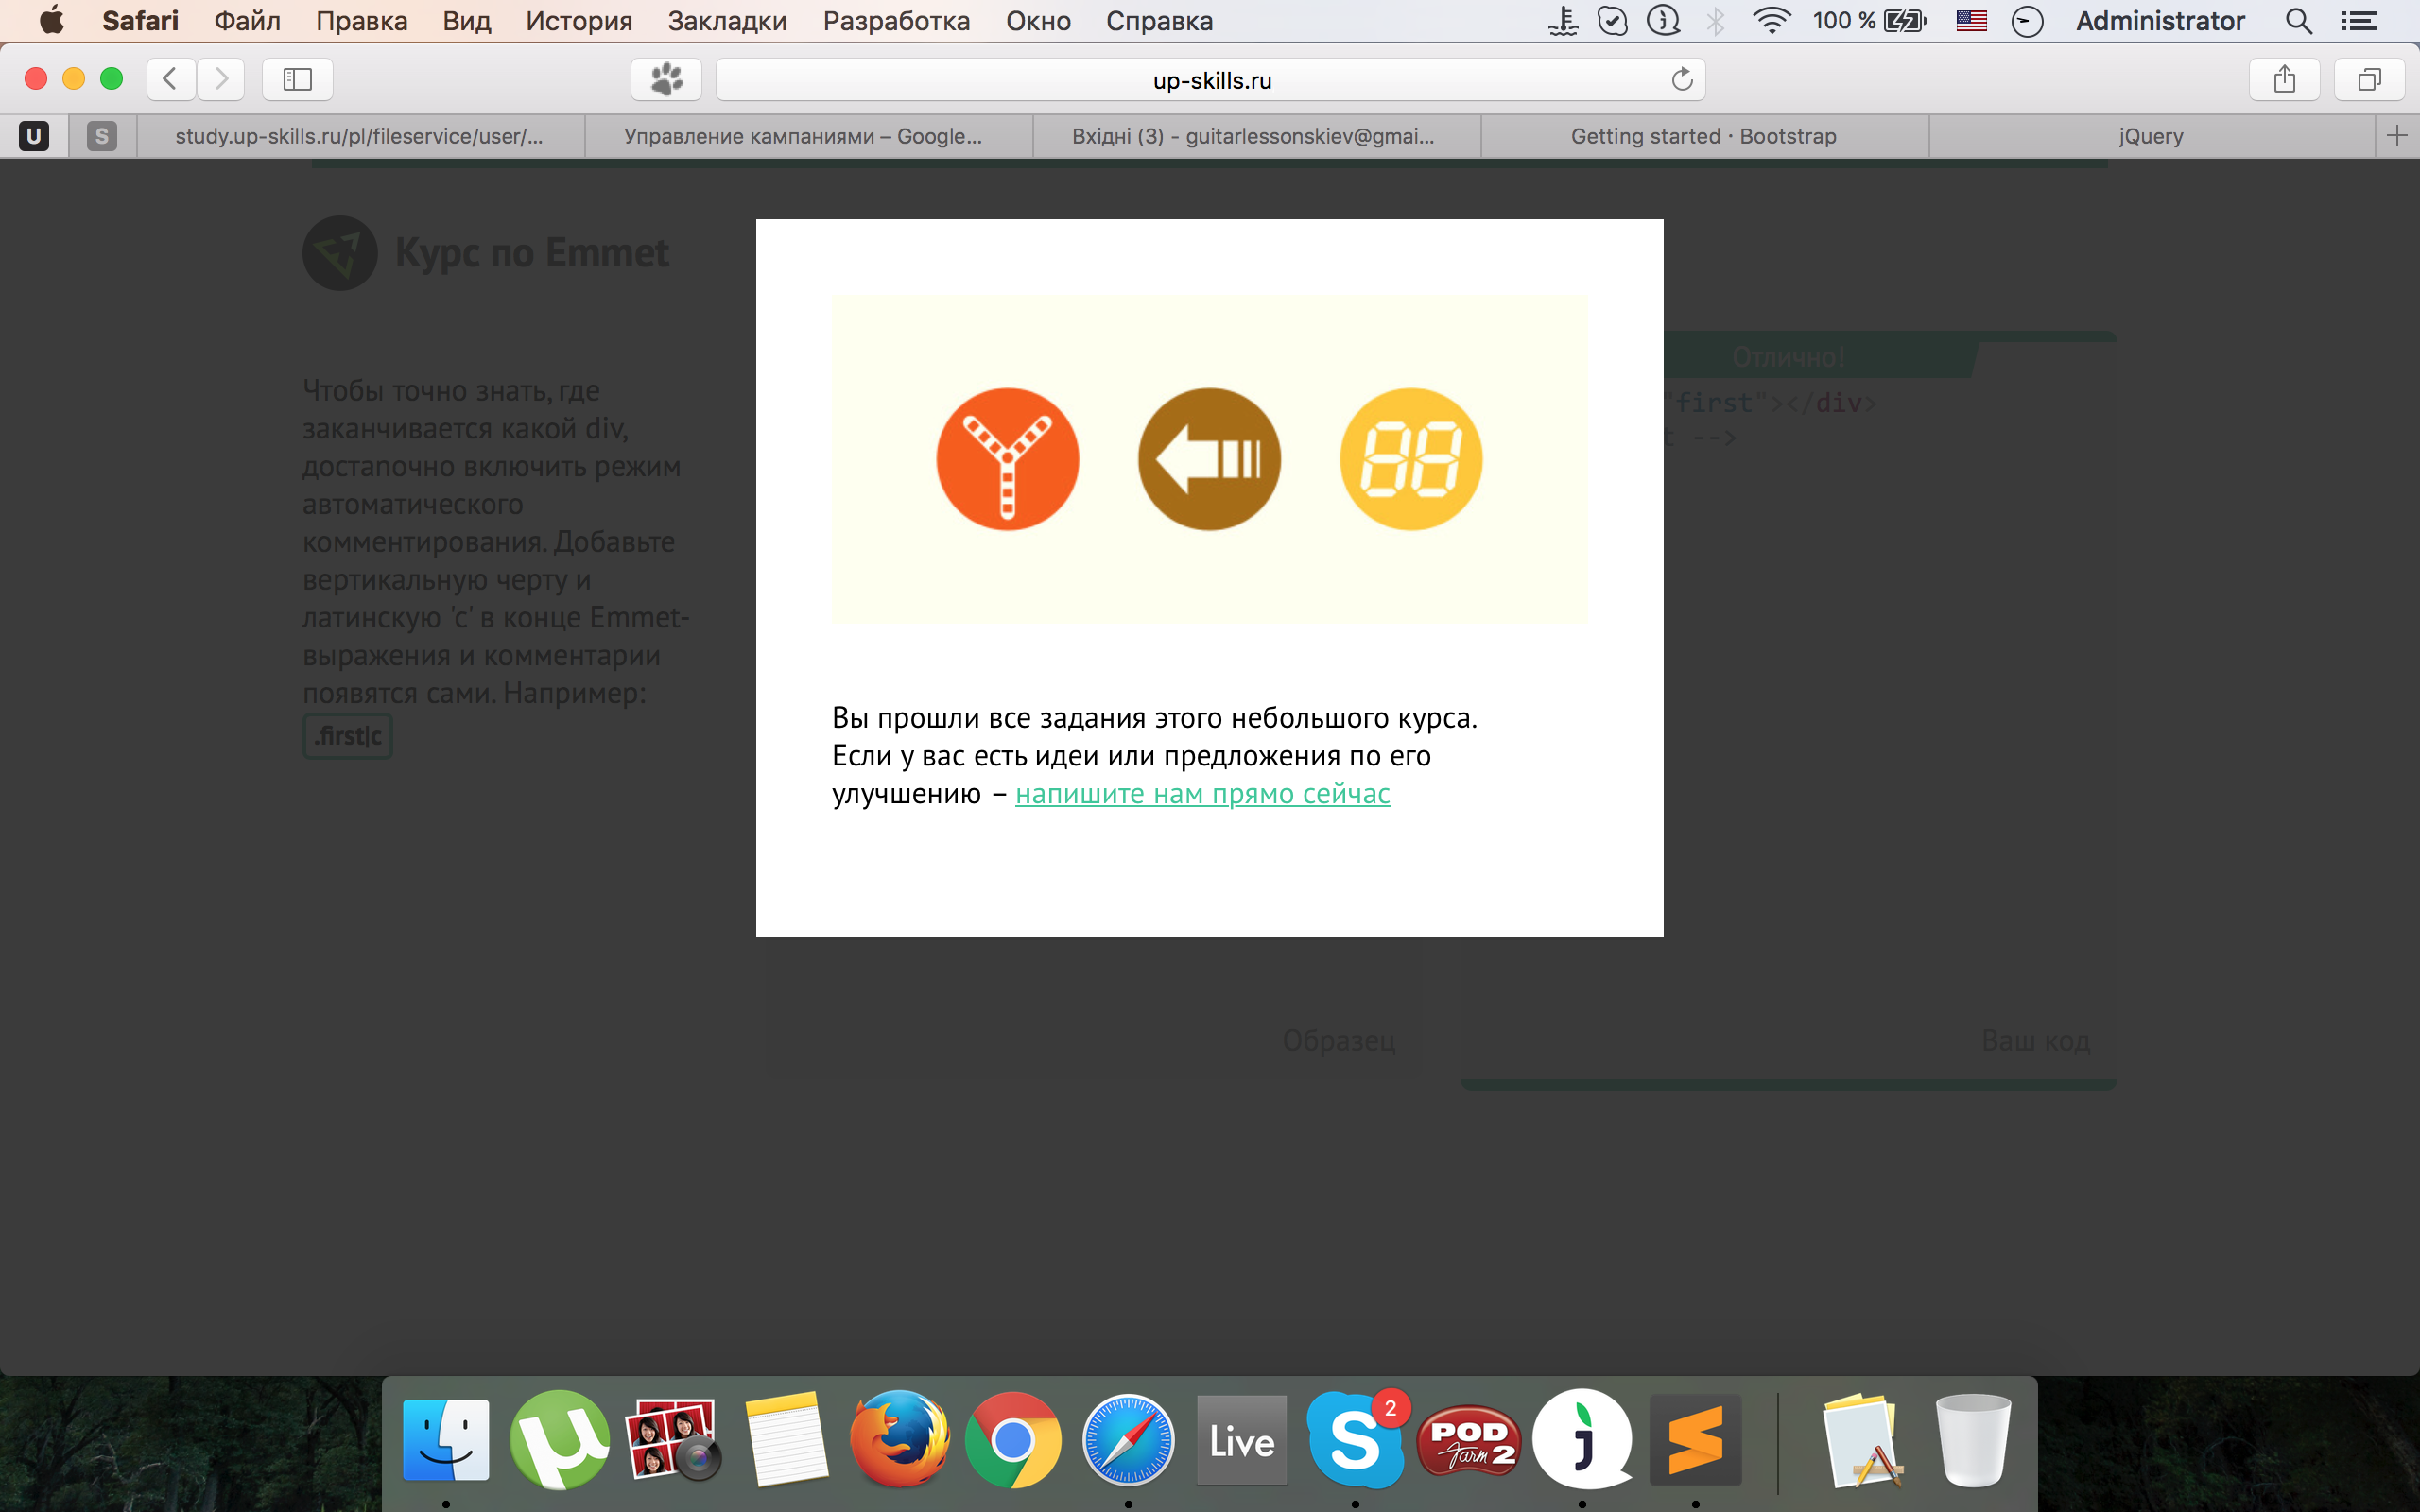 Safari Файл Правка Вид История Закладки Разработка Окно Справка 100 % Administrator
up-skills.ru
U S study.up-skills.ru/pl/fileservice/user/... Управление кампаниями – Google... Вхідні (3) - guitarlessonskiev@gmai... Getting started · Bootstrap jQuery
Курс по Emmet
Чтобы точно знать, где
заканчивается какой div,
достапочно включить режим
автоматического
комментирования. Добавьте
вертикальную черту и
латинскую 'c' в конце Emmet-
выражения и комментарии
появятся сами. Например:
.first|c
88
Вы прошли все задания этого небольшого курса.
Если у вас есть идеи или предложения по его
улучшению – напишите нам прямо сейчас
Отлично!
"first"></div>
t -->
Образец
Ваш код
Live
S 2
POD
Farm 2
j